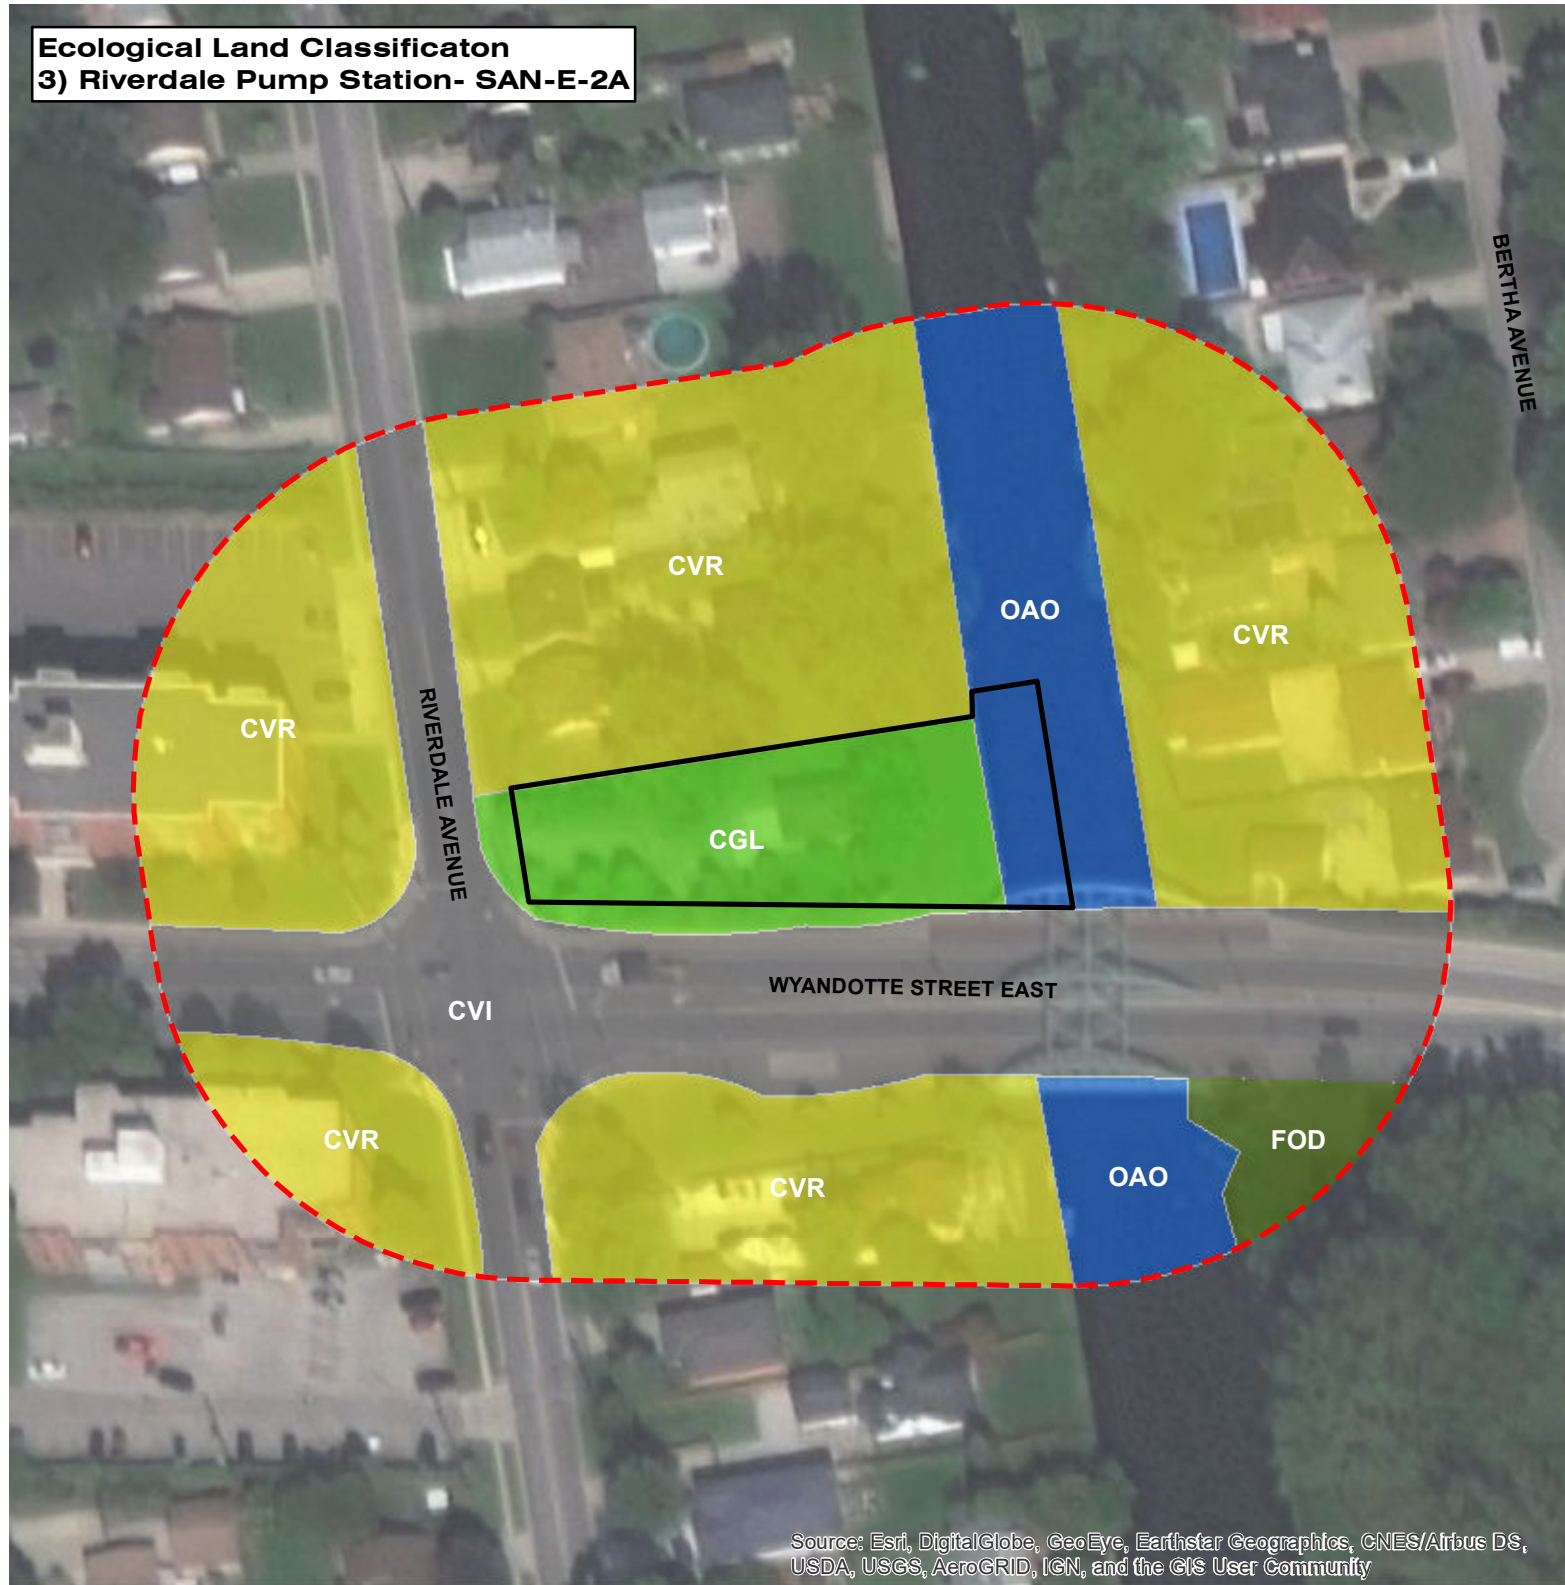 Ecological Land Classificaton
3) Riverdale Pump Station- SAN-E-2A
BERTHA AVENUE
CVR
OAO
CVR
CVR
RIVERDALE AVENUE
CGL
WYANDOTTE STREET EAST
CVI
CVR
FOD
OAO
CVR
Source: Esri, DigitalGlobe, GeoEye, Earthstar Geographics, CNES/Airbus DS,
USDA, USGS, AeroGRID, IGN, and the GIS User Community